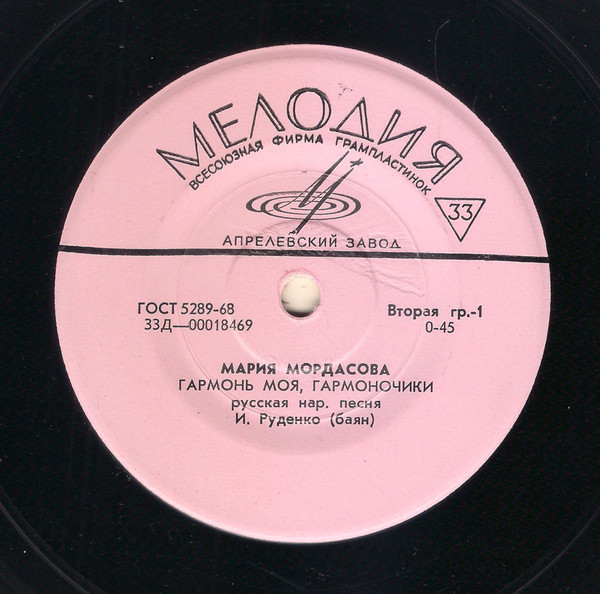 МЕЛОДИЯ
ВСЕСОЮЗНАЯ ФИРМА ГРАМПЛАСТИНОК
33
АПРЕЛЕВСКИЙ ЗАВОД
ГОСТ 5289-68
33Д—00018469
Вторая гр.-1
0-45
МАРИЯ МОРДАСОВА
ГАРМОНЬ МОЯ, ГАРМОНОЧИКИ
русская нар. песня
И. Руденко (баян)